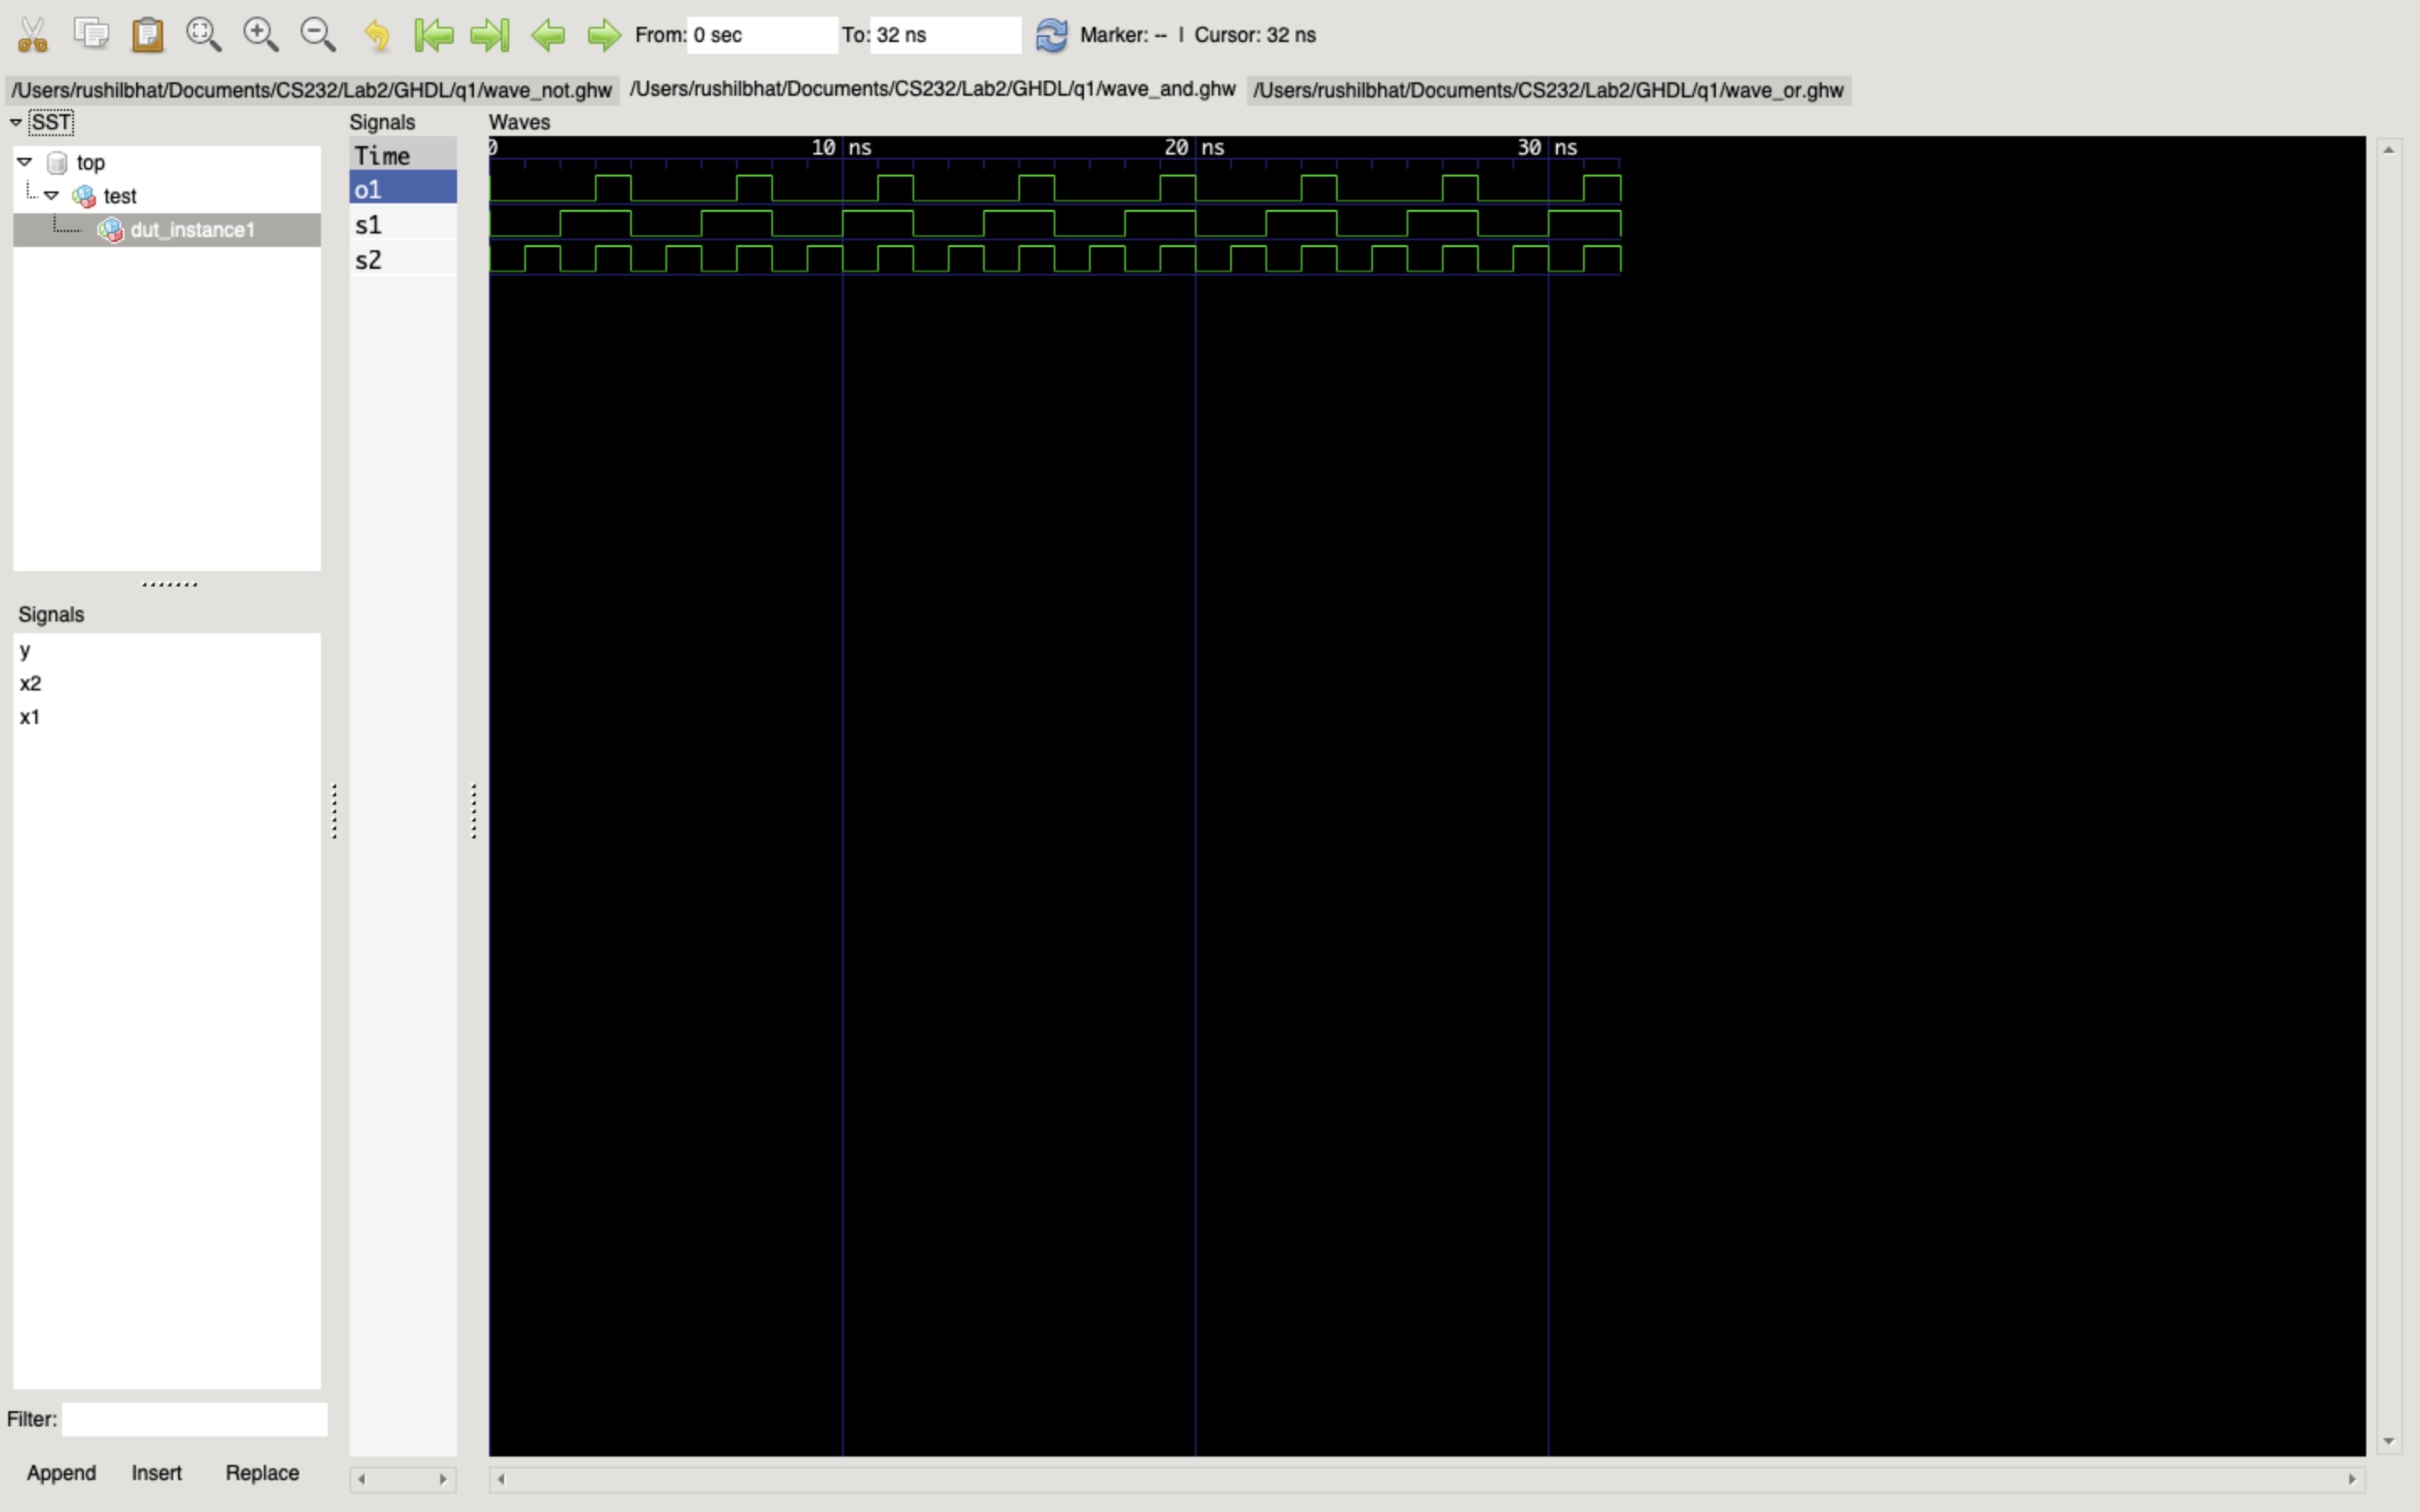 From: 0 sec To: 32 ns Marker: -- | Cursor: 32 ns
/Users/rushilbhat/Documents/CS232/Lab2/GHDL/q1/wave_not.ghw /Users/rushilbhat/Documents/CS232/Lab2/GHDL/q1/wave_and.ghw /Users/rushilbhat/Documents/CS232/Lab2/GHDL/q1/wave_or.ghw
SST
top
test
dut_instance1
Signals
y
x2
x1
Filter:
Append Insert Replace
Signals
Time
o1
s1
s2
Waves
0 10 ns 20 ns 30 ns